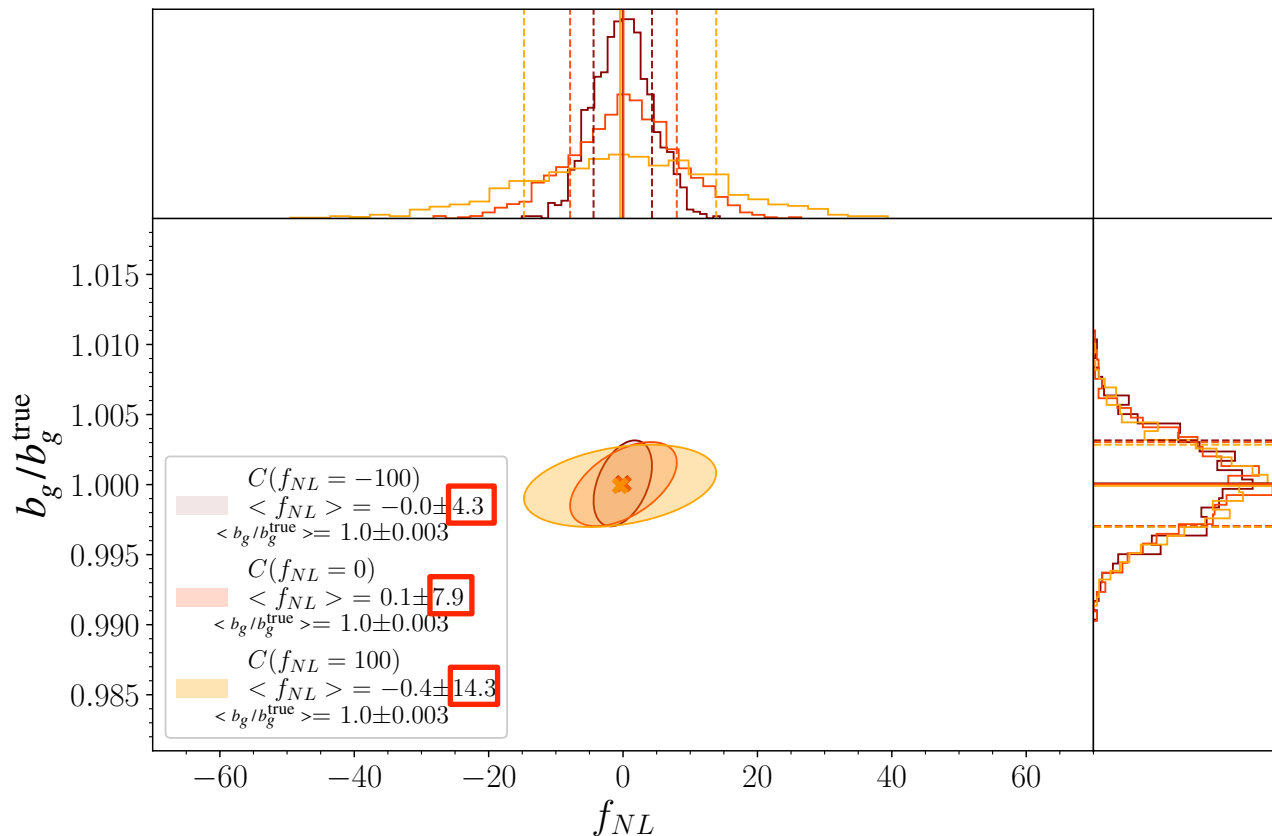 1.015
1.010
1.005
1.000
0.995
0.990
0.985
b_g/b_g^true
C(f_NL = −100)
< f_NL > = −0.0±4.3
< b_g/b_g^true >= 1.0±0.003
C(f_NL = 0)
< f_NL > = 0.1±7.9
< b_g/b_g^true >= 1.0±0.003
C(f_NL = 100)
< f_NL > = −0.4±14.3
< b_g/b_g^true >= 1.0±0.003
−60 −40 −20 0 20 40 60
f_NL